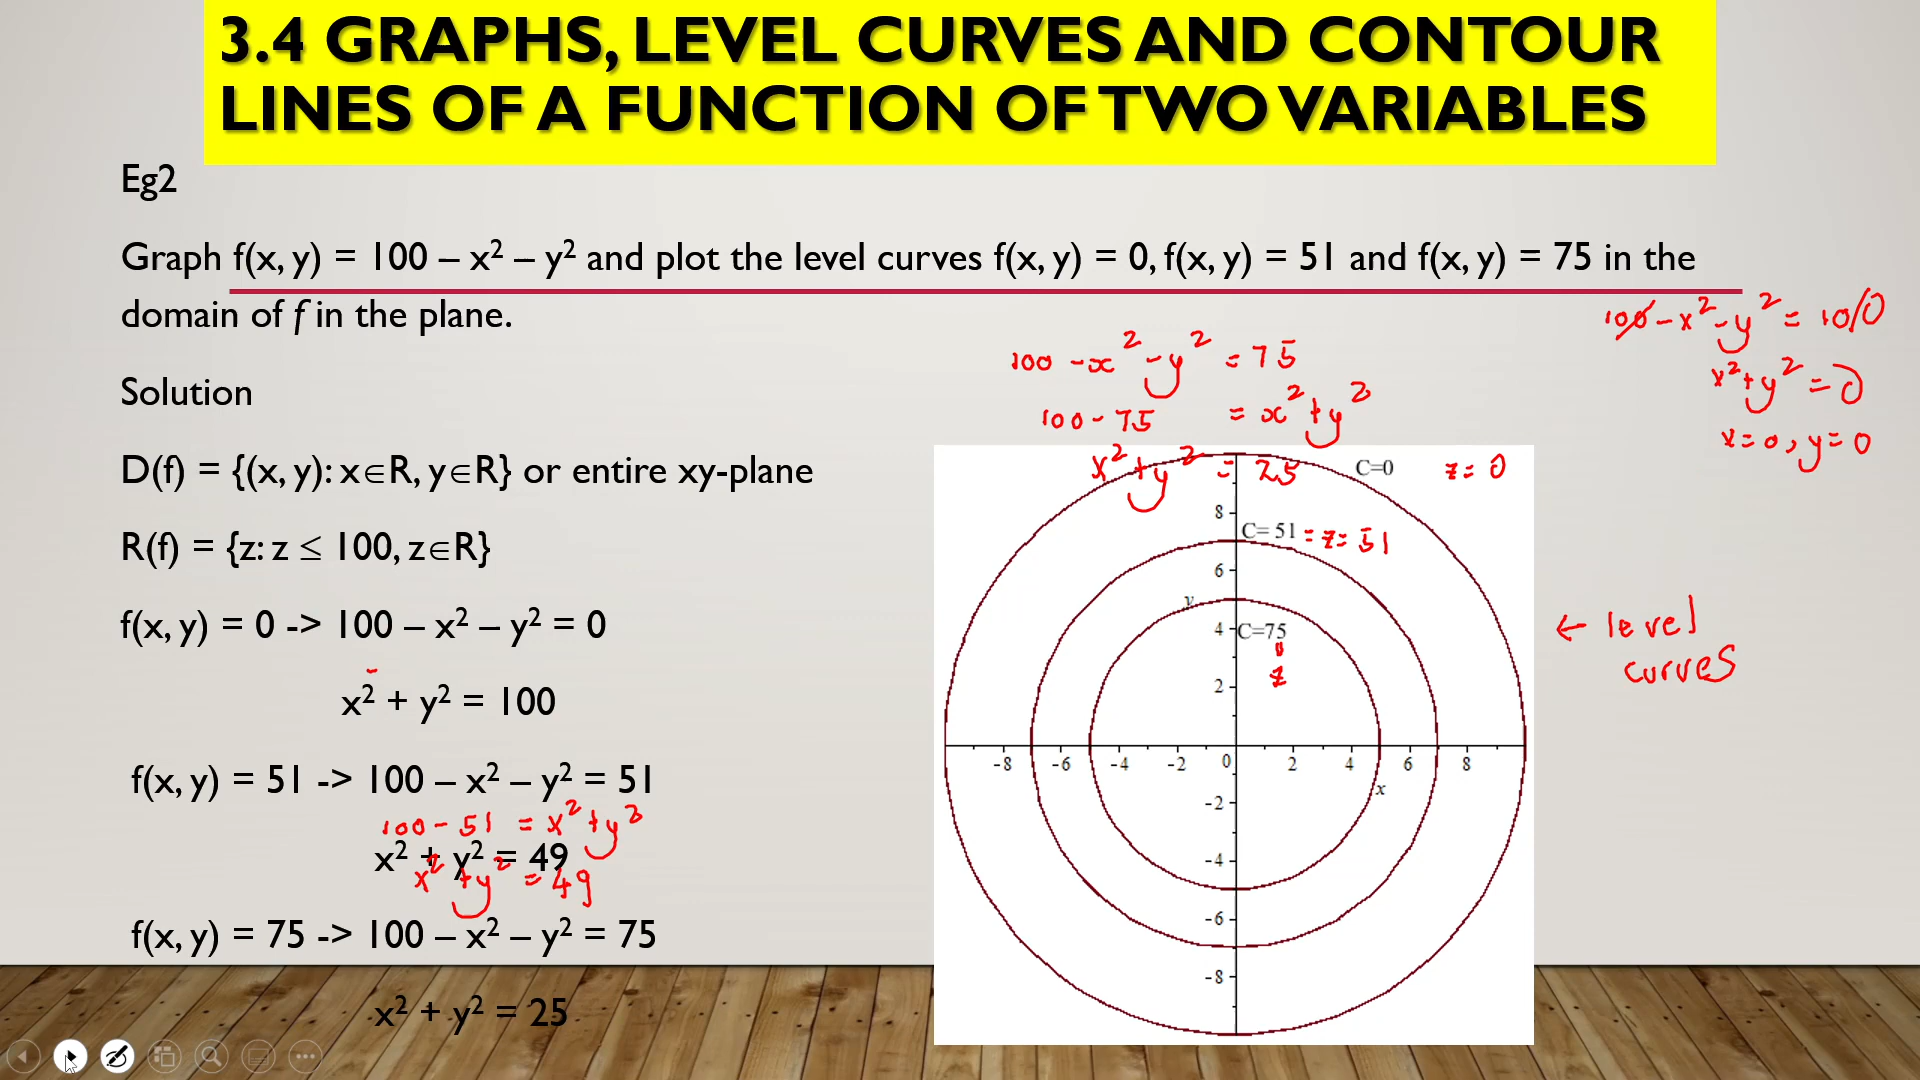 3.4 GRAPHS, LEVEL CURVES AND CONTOUR
LINES OF A FUNCTION OF TWO VARIABLES
Eg2
Graph f(x, y) = 100 – x² – y² and plot the level curves f(x, y) = 0, f(x, y) = 51 and f(x, y) = 75 in the
domain of f in the plane.
Solution
D(f) = {(x, y): x∈R, y∈R} or entire xy-plane
R(f) = {z: z ≤ 100, z∈R}
f(x, y) = 0 -> 100 – x² – y² = 0
x² + y² = 100
f(x, y) = 51 -> 100 – x² – y² = 51
100 - 51 = x² + y²
x² + y² = 49
x² + y² = 49
f(x, y) = 75 -> 100 – x² – y² = 75
x² + y² = 25
100 - x² - y² = 75
100 - 75 = x² + y²
x² + y² = 25
100 - x² - y² = 100
x² + y² = 0
x = 0, y = 0
C=0
z = 0
8
C= 51 = z = 51
6
y
4
C=75
z
2
-8 -6 -4 -2 0 2 4 6 8
x
-2
-4
-6
-8
← level
curves